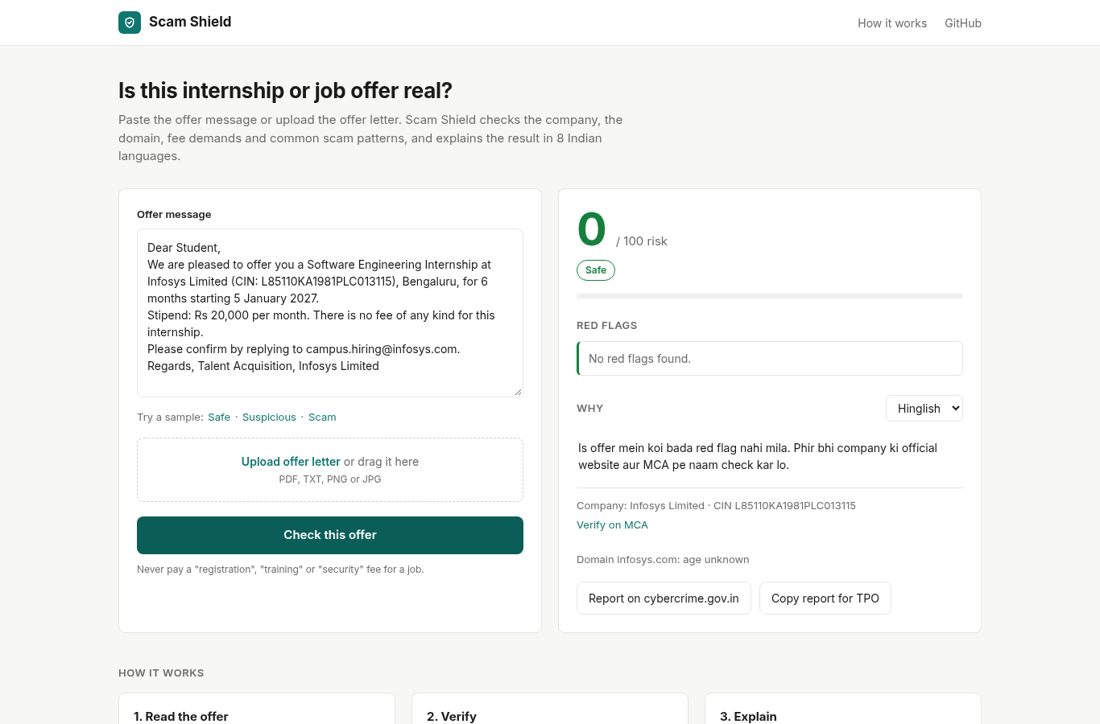 Scam Shield
How it works
GitHub
Is this internship or job offer real?
Paste the offer message or upload the offer letter. Scam Shield checks the company, the
domain, fee demands and common scam patterns, and explains the result in 8 Indian
languages.
Offer message
Dear Student,
We are pleased to offer you a Software Engineering Internship at
Infosys Limited (CIN: L85110KA1981PLC013115), Bengaluru, for 6
months starting 5 January 2027.
Stipend: Rs 20,000 per month. There is no fee of any kind for this
internship.
Please confirm by replying to campus.hiring@infosys.com.
Regards, Talent Acquisition, Infosys Limited
Try a sample: Safe · Suspicious · Scam
Upload offer letter or drag it here
PDF, TXT, PNG or JPG
Check this offer
Never pay a "registration", "training" or "security" fee for a job.
0 / 100 risk
Safe
RED FLAGS
No red flags found.
WHY
Hinglish
Is offer mein koi bada red flag nahi mila. Phir bhi company ki official
website aur MCA pe naam check kar lo.
Company: Infosys Limited · CIN L85110KA1981PLC013115
Verify on MCA
Domain infosys.com: age unknown
Report on cybercrime.gov.in
Copy report for TPO
HOW IT WORKS
1. Read the offer
2. Verify
3. Explain